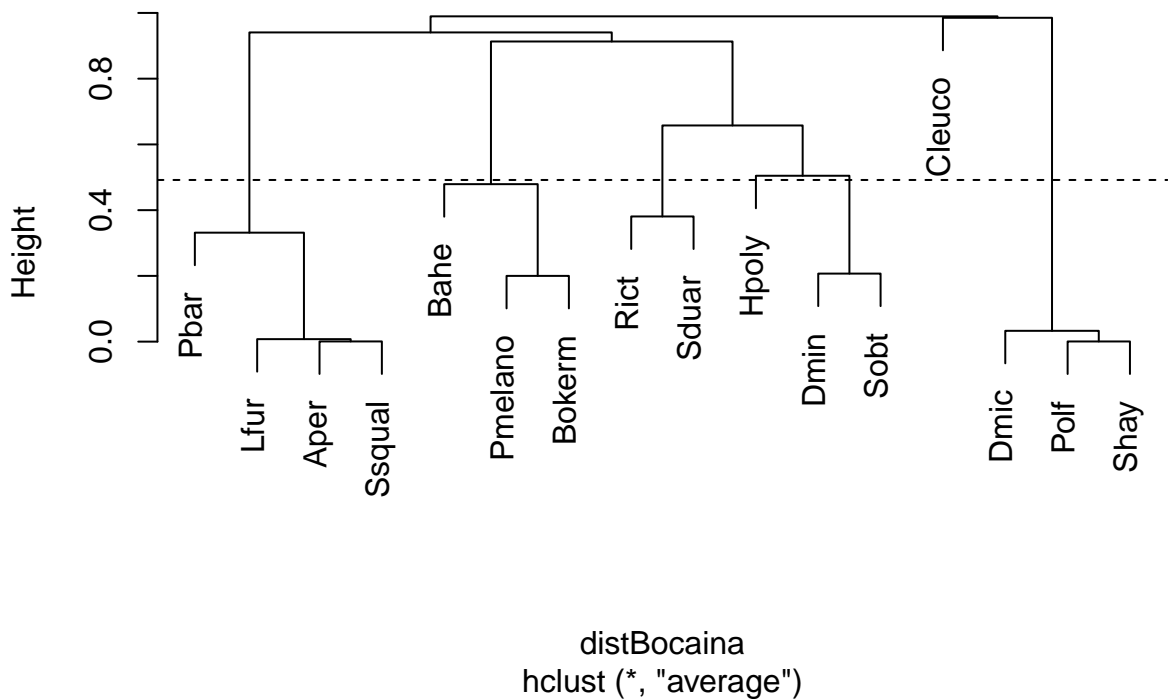 Height
0.0
0.4
0.8
Pbar
Lfur
Aper
Ssqual
Bahe
Pmelano
Bokerm
Rict
Sduar
Hpoly
Dmin
Sobt
Cleuco
Dmic
Polf
Shay
distBocaina
hclust (*, "average")